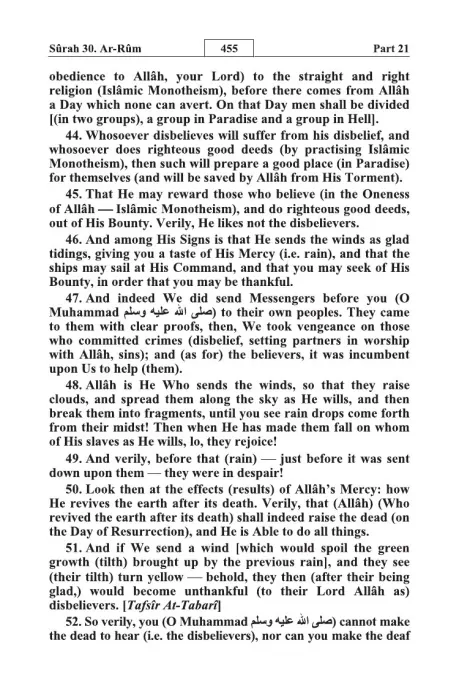 Sûrah 30. Ar-Rûm 455 Part 21
obedience to Allâh, your Lord) to the straight and right
religion (Islâmic Monotheism), before there comes from Allâh
a Day which none can avert. On that Day men shall be divided
[(in two groups), a group in Paradise and a group in Hell].
44. Whosoever disbelieves will suffer from his disbelief, and
whosoever does righteous good deeds (by practising Islâmic
Monotheism), then such will prepare a good place (in Paradise)
for themselves (and will be saved by Allâh from His Torment).
45. That He may reward those who believe (in the Oneness
of Allâh — Islâmic Monotheism), and do righteous good deeds,
out of His Bounty. Verily, He likes not the disbelievers.
46. And among His Signs is that He sends the winds as glad
tidings, giving you a taste of His Mercy (i.e. rain), and that the
ships may sail at His Command, and that you may seek of His
Bounty, in order that you may be thankful.
47. And indeed We did send Messengers before you (O
Muhammad صلى الله عليه وسلم) to their own peoples. They came
to them with clear proofs, then, We took vengeance on those
who committed crimes (disbelief, setting partners in worship
with Allâh, sins); and (as for) the believers, it was incumbent
upon Us to help (them).
48. Allâh is He Who sends the winds, so that they raise
clouds, and spread them along the sky as He wills, and then
break them into fragments, until you see rain drops come forth
from their midst! Then when He has made them fall on whom
of His slaves as He wills, lo, they rejoice!
49. And verily, before that (rain) — just before it was sent
down upon them — they were in despair!
50. Look then at the effects (results) of Allâh's Mercy: how
He revives the earth after its death. Verily, that (Allâh) (Who
revived the earth after its death) shall indeed raise the dead (on
the Day of Resurrection), and He is Able to do all things.
51. And if We send a wind [which would spoil the green
growth (tilth) brought up by the previous rain], and they see
(their tilth) turn yellow — behold, they then (after their being
glad,) would become unthankful (to their Lord Allâh as)
disbelievers. [Tafsîr At-Tabarî]
52. So verily, you (O Muhammad صلى الله عليه وسلم) cannot make
the dead to hear (i.e. the disbelievers), nor can you make the deaf